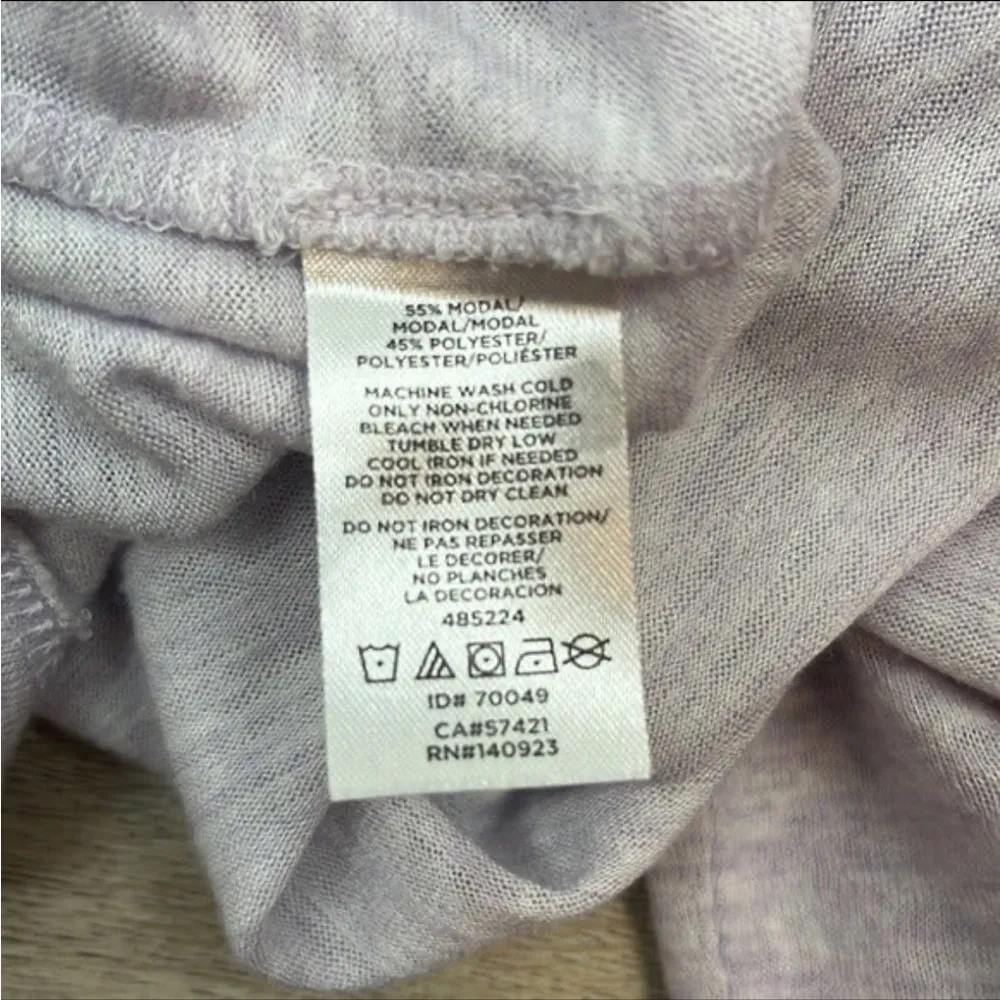 55% MODAL/
MODAL/MODAL
45% POLYESTER/
POLYESTER/POLIÉSTER
MACHINE WASH COLD
ONLY NON-CHLORINE
BLEACH WHEN NEEDED
TUMBLE DRY LOW
COOL IRON IF NEEDED
DO NOT IRON DECORATION
DO NOT DRY CLEAN
DO NOT IRON DECORATION/
NE PAS REPASSER
LE DECORER/
NO PLANCHES
LA DECORACION
485224
ID# 70049
CA#57421
RN#140923